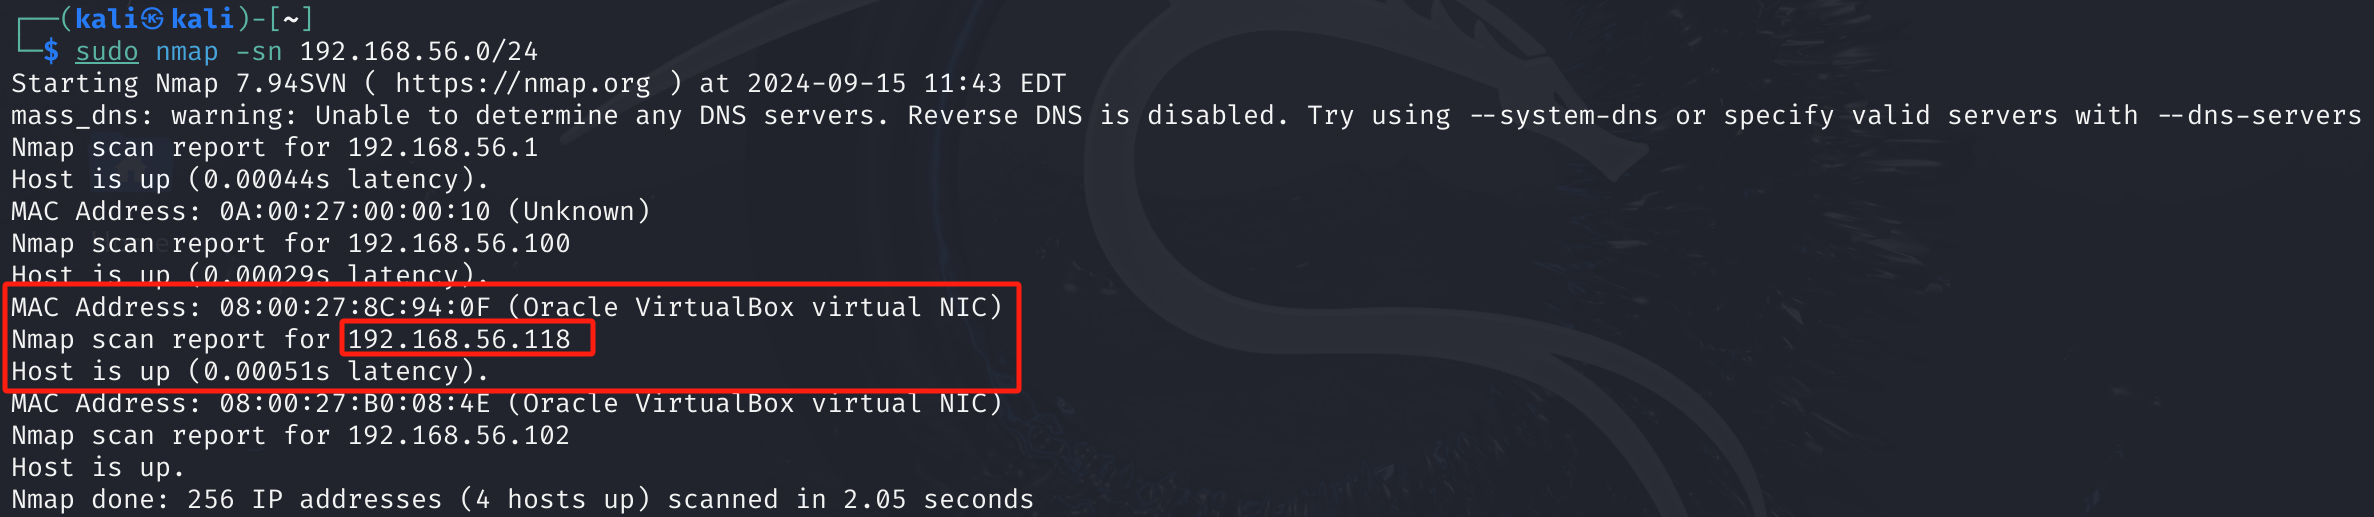 ┌──(kali㉿kali)-[~]
└─$ sudo nmap -sn 192.168.56.0/24
Starting Nmap 7.94SVN ( https://nmap.org ) at 2024-09-15 11:43 EDT
mass_dns: warning: Unable to determine any DNS servers. Reverse DNS is disabled. Try using --system-dns or specify valid servers with --dns-servers
Nmap scan report for 192.168.56.1
Host is up (0.00044s latency).
MAC Address: 0A:00:27:00:00:10 (Unknown)
Nmap scan report for 192.168.56.100
Host is up (0.00029s latency).
MAC Address: 08:00:27:8C:94:0F (Oracle VirtualBox virtual NIC)
Nmap scan report for 192.168.56.118
Host is up (0.00051s latency).
MAC Address: 08:00:27:B0:08:4E (Oracle VirtualBox virtual NIC)
Nmap scan report for 192.168.56.102
Host is up.
Nmap done: 256 IP addresses (4 hosts up) scanned in 2.05 seconds